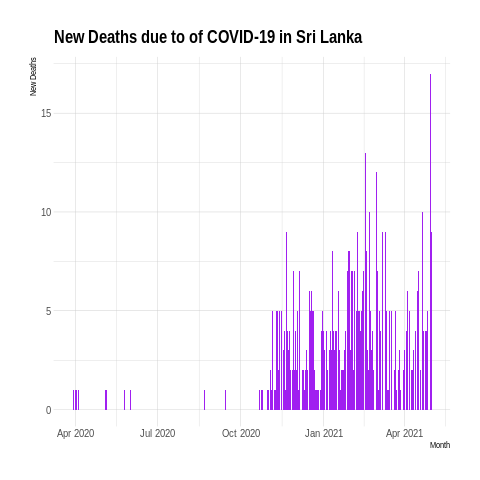 New Deaths due to of COVID-19 in Sri Lanka
New Deaths
15
10
5
0
Apr 2020 Jul 2020 Oct 2020 Jan 2021 Apr 2021
Month